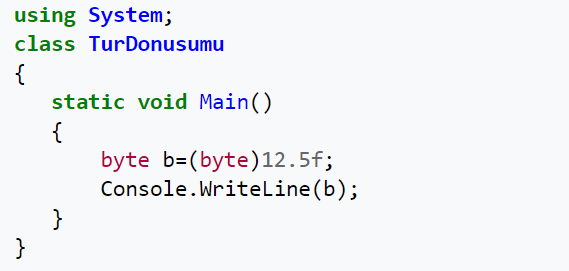 using System;
class TurDonusumu
{
   static void Main()
   {
       byte b=(byte)12.5f;
       Console.WriteLine(b);
   }
}